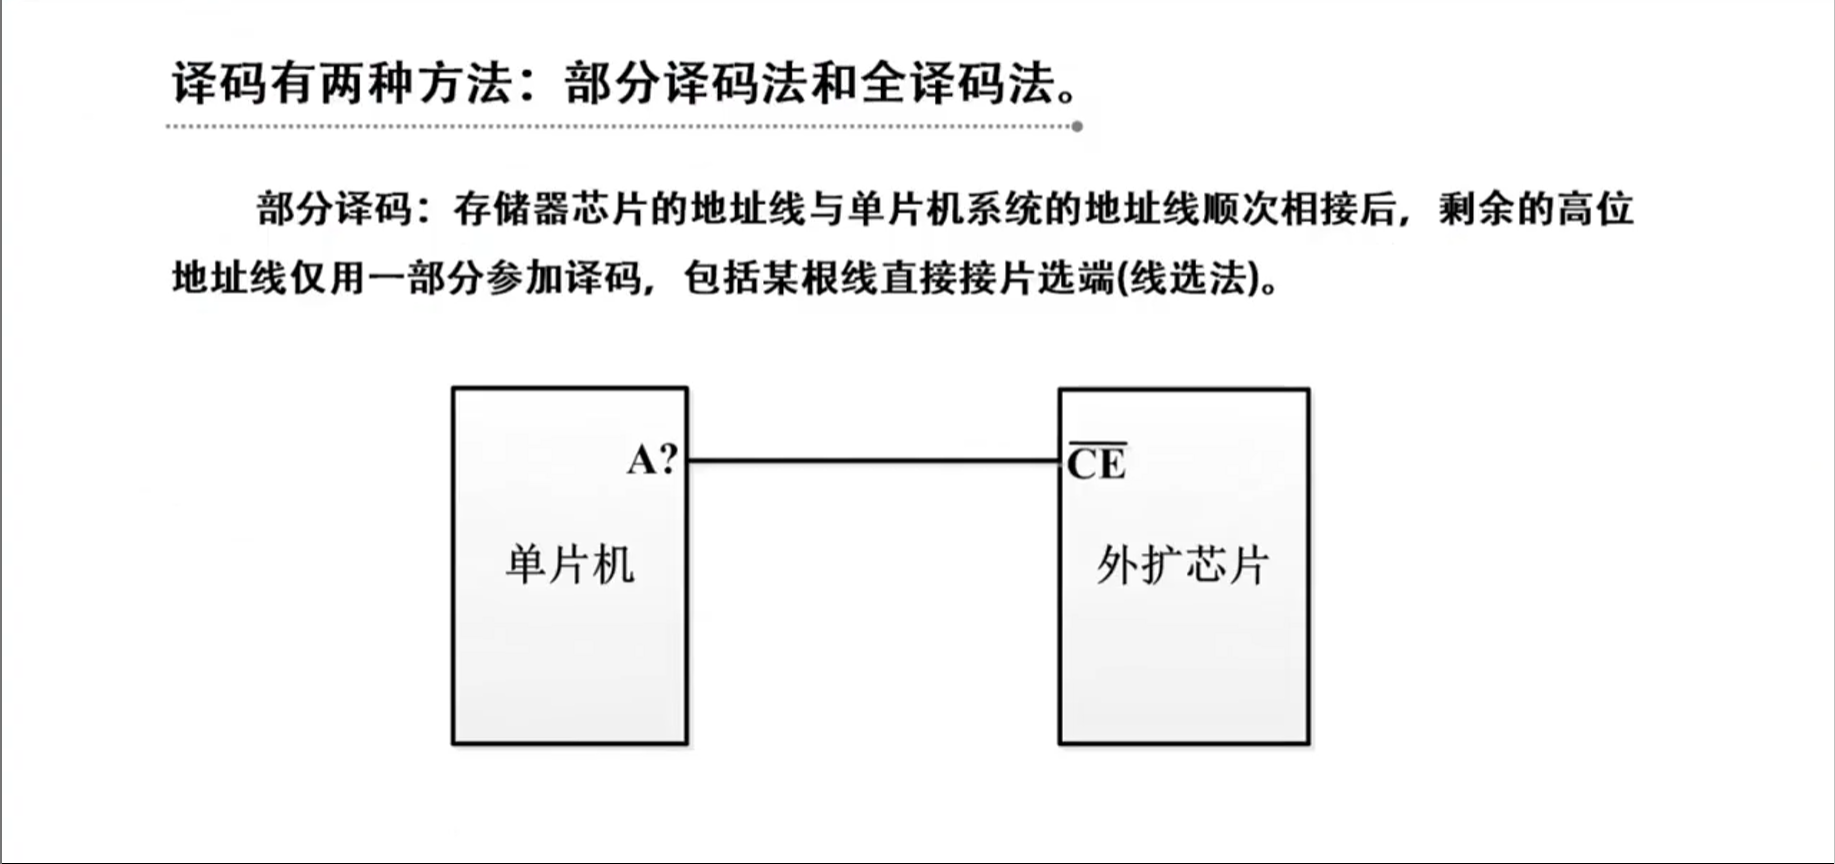 译码有两种方法：部分译码法和全译码法。
部分译码：存储器芯片的地址线与单片机系统的地址线顺次相接后，剩余的高位
地址线仅用一部分参加译码，包括某根线直接接片选端(线选法)。
A?
C̅E̅
单片机
外扩芯片